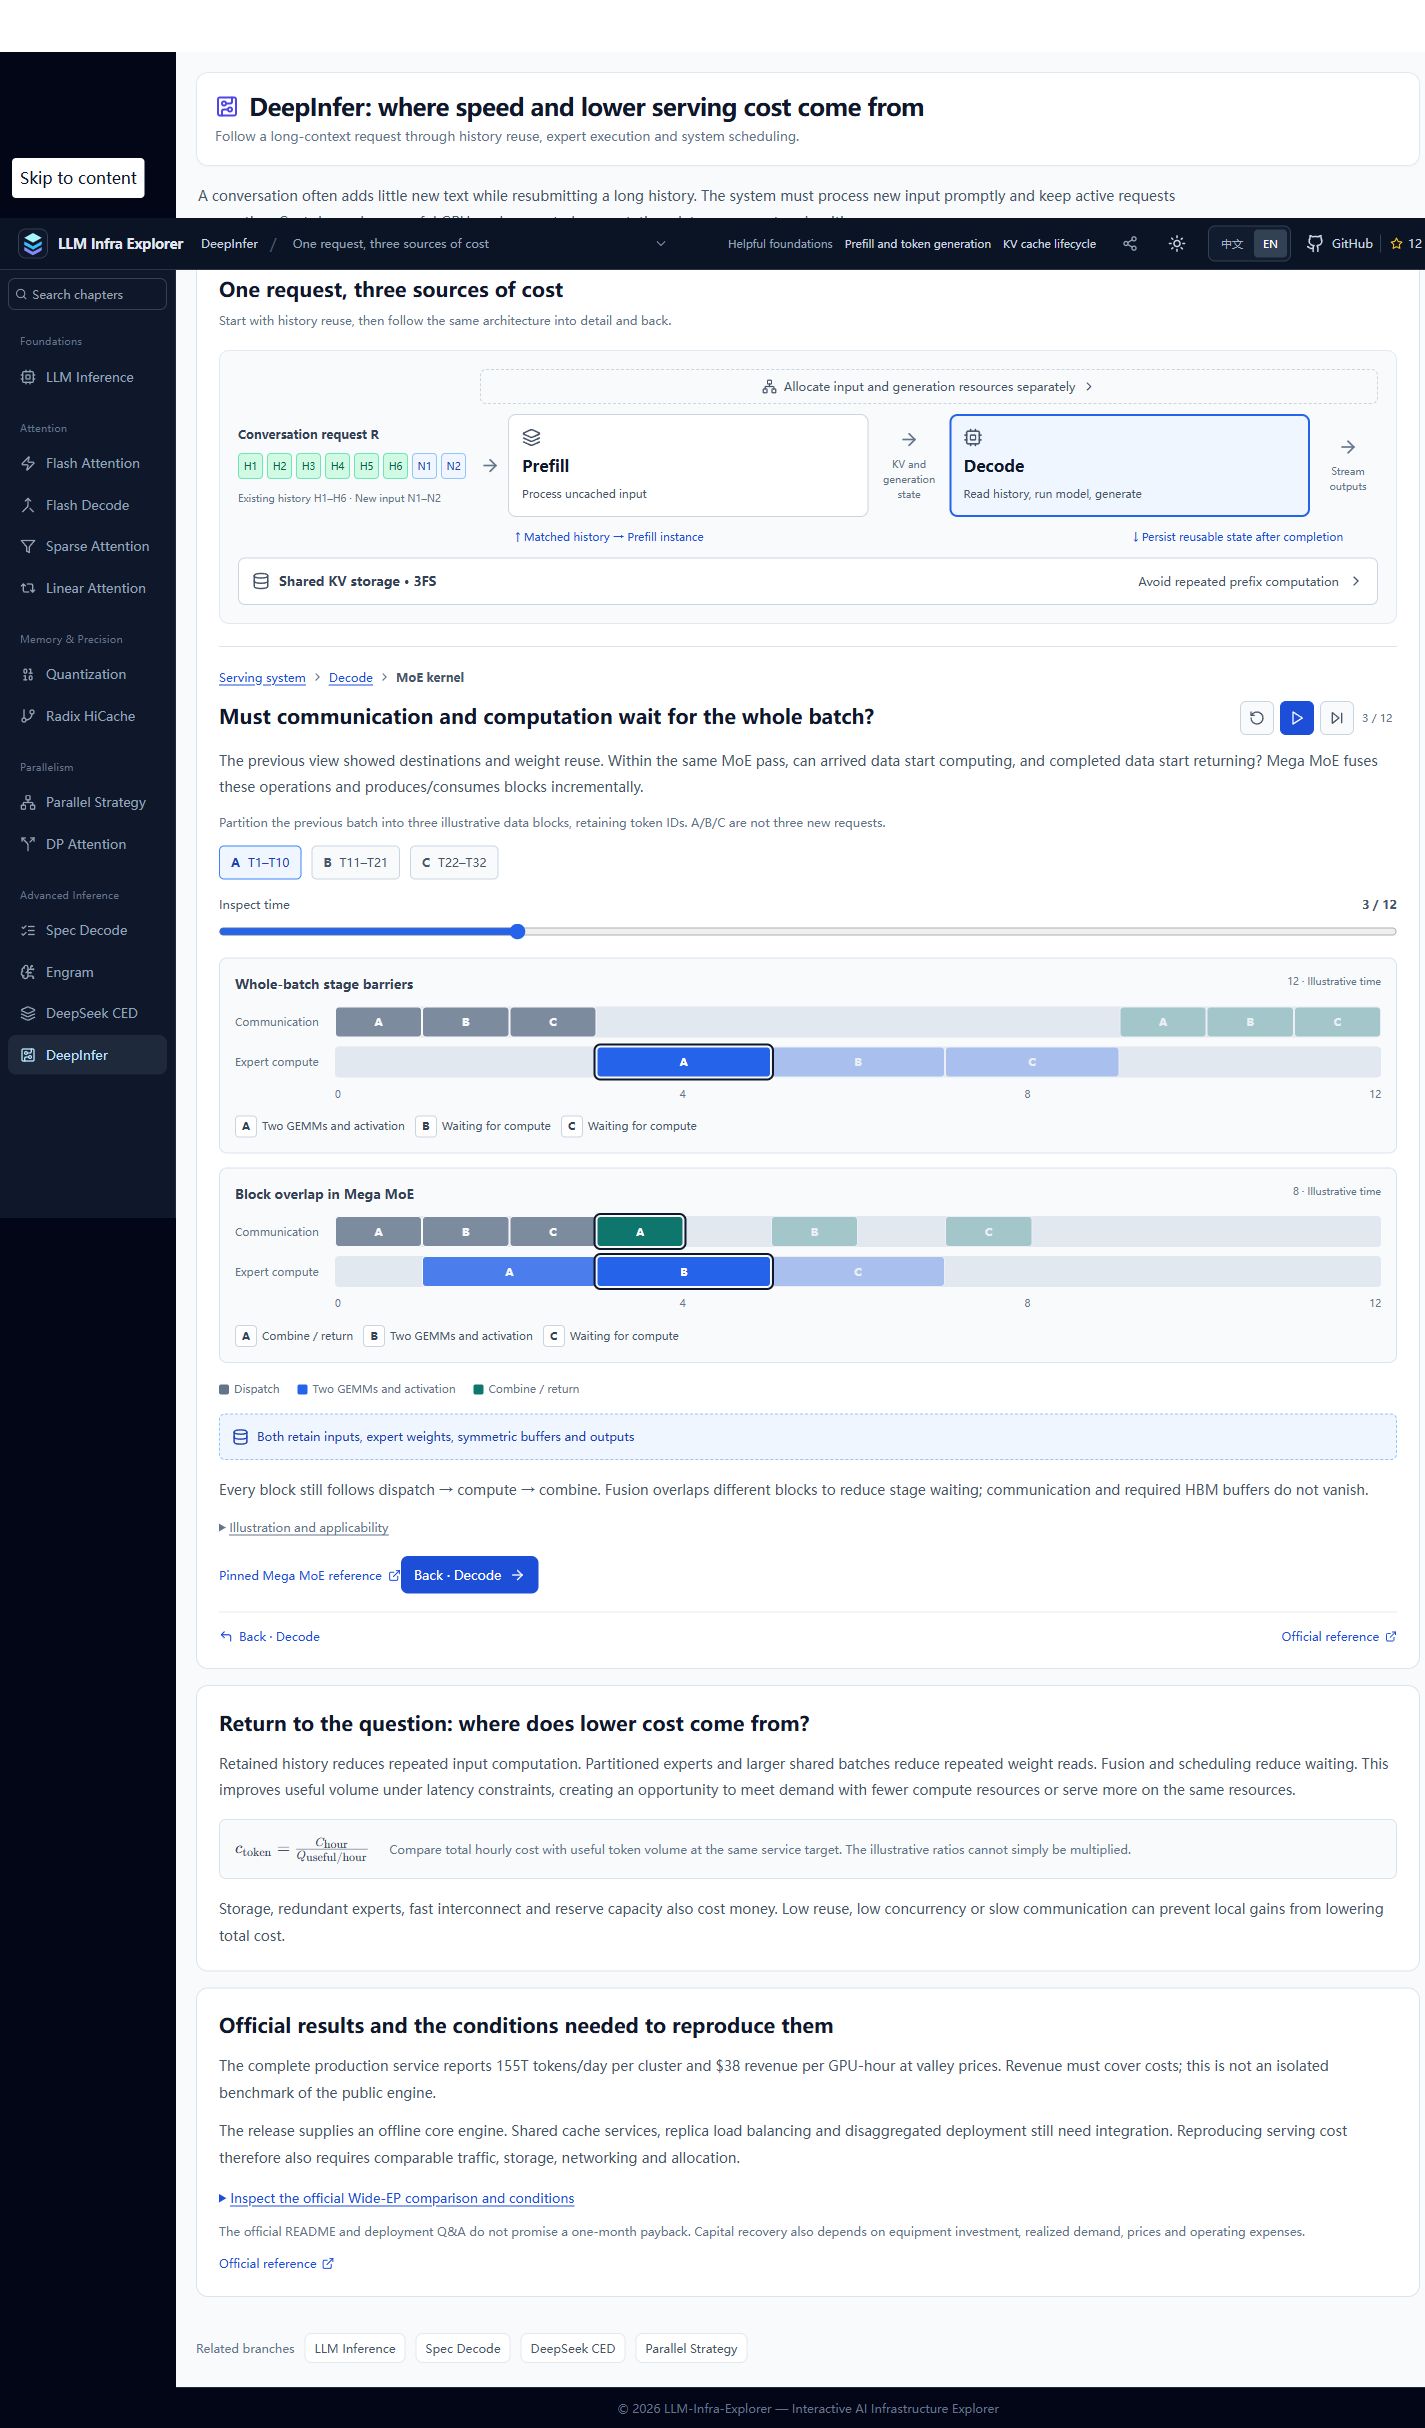 DeepInfer: where speed and lower serving cost come from
Follow a long-context request through history reuse, expert execution and system scheduling.
Skip to content
A conversation often adds little new text while resubmitting a long history. The system must process new input promptly and keep active requests
LLM Infra Explorer
DeepInfer / One request, three sources of cost
Helpful foundations Prefill and token generation KV cache lifecycle
中文 EN GitHub 12
Search chapters
Foundations
LLM Inference
Attention
Flash Attention
Flash Decode
Sparse Attention
Linear Attention
Memory & Precision
Quantization
Radix HiCache
Parallelism
Parallel Strategy
DP Attention
Advanced Inference
Spec Decode
Engram
DeepSeek CED
DeepInfer
One request, three sources of cost
Start with history reuse, then follow the same architecture into detail and back.
Allocate input and generation resources separately
Conversation request R
H1 H2 H3 H4 H5 H6 N1 N2
Existing history H1–H6 · New input N1–N2
Prefill
Process uncached input
KV and
generation
state
Decode
Read history, run model, generate
Stream
outputs
↑ Matched history → Prefill instance
↓ Persist reusable state after completion
Shared KV storage • 3FS
Avoid repeated prefix computation
Serving system > Decode > MoE kernel
Must communication and computation wait for the whole batch?
3 / 12
The previous view showed destinations and weight reuse. Within the same MoE pass, can arrived data start computing, and completed data start returning? Mega MoE fuses
these operations and produces/consumes blocks incrementally.
Partition the previous batch into three illustrative data blocks, retaining token IDs. A/B/C are not three new requests.
A T1–T10 B T11–T21 C T22–T32
Inspect time 3 / 12
Whole-batch stage barriers 12 · Illustrative time
Communication A B C A B C
Expert compute A B C
0 4 8 12
A Two GEMMs and activation B Waiting for compute C Waiting for compute
Block overlap in Mega MoE 8 · Illustrative time
Communication A B C A B C
Expert compute A B C
0 4 8 12
A Combine / return B Two GEMMs and activation C Waiting for compute
Dispatch Two GEMMs and activation Combine / return
Both retain inputs, expert weights, symmetric buffers and outputs
Every block still follows dispatch → compute → combine. Fusion overlaps different blocks to reduce stage waiting; communication and required HBM buffers do not vanish.
Illustration and applicability
Pinned Mega MoE reference
Back · Decode →
Back · Decode
Official reference
Return to the question: where does lower cost come from?
Retained history reduces repeated input computation. Partitioned experts and larger shared batches reduce repeated weight reads. Fusion and scheduling reduce waiting. This
improves useful volume under latency constraints, creating an opportunity to meet demand with fewer compute resources or serve more on the same resources.
c_token = C_hour / Q_useful/hour Compare total hourly cost with useful token volume at the same service target. The illustrative ratios cannot simply be multiplied.
Storage, redundant experts, fast interconnect and reserve capacity also cost money. Low reuse, low concurrency or slow communication can prevent local gains from lowering
total cost.
Official results and the conditions needed to reproduce them
The complete production service reports 155T tokens/day per cluster and $38 revenue per GPU-hour at valley prices. Revenue must cover costs; this is not an isolated
benchmark of the public engine.
The release supplies an offline core engine. Shared cache services, replica load balancing and disaggregated deployment still need integration. Reproducing serving cost
therefore also requires comparable traffic, storage, networking and allocation.
Inspect the official Wide-EP comparison and conditions
The official README and deployment Q&A do not promise a one-month payback. Capital recovery also depends on equipment investment, realized demand, prices and operating expenses.
Official reference
Related branches LLM Inference Spec Decode DeepSeek CED Parallel Strategy
© 2026 LLM-Infra-Explorer — Interactive AI Infrastructure Explorer